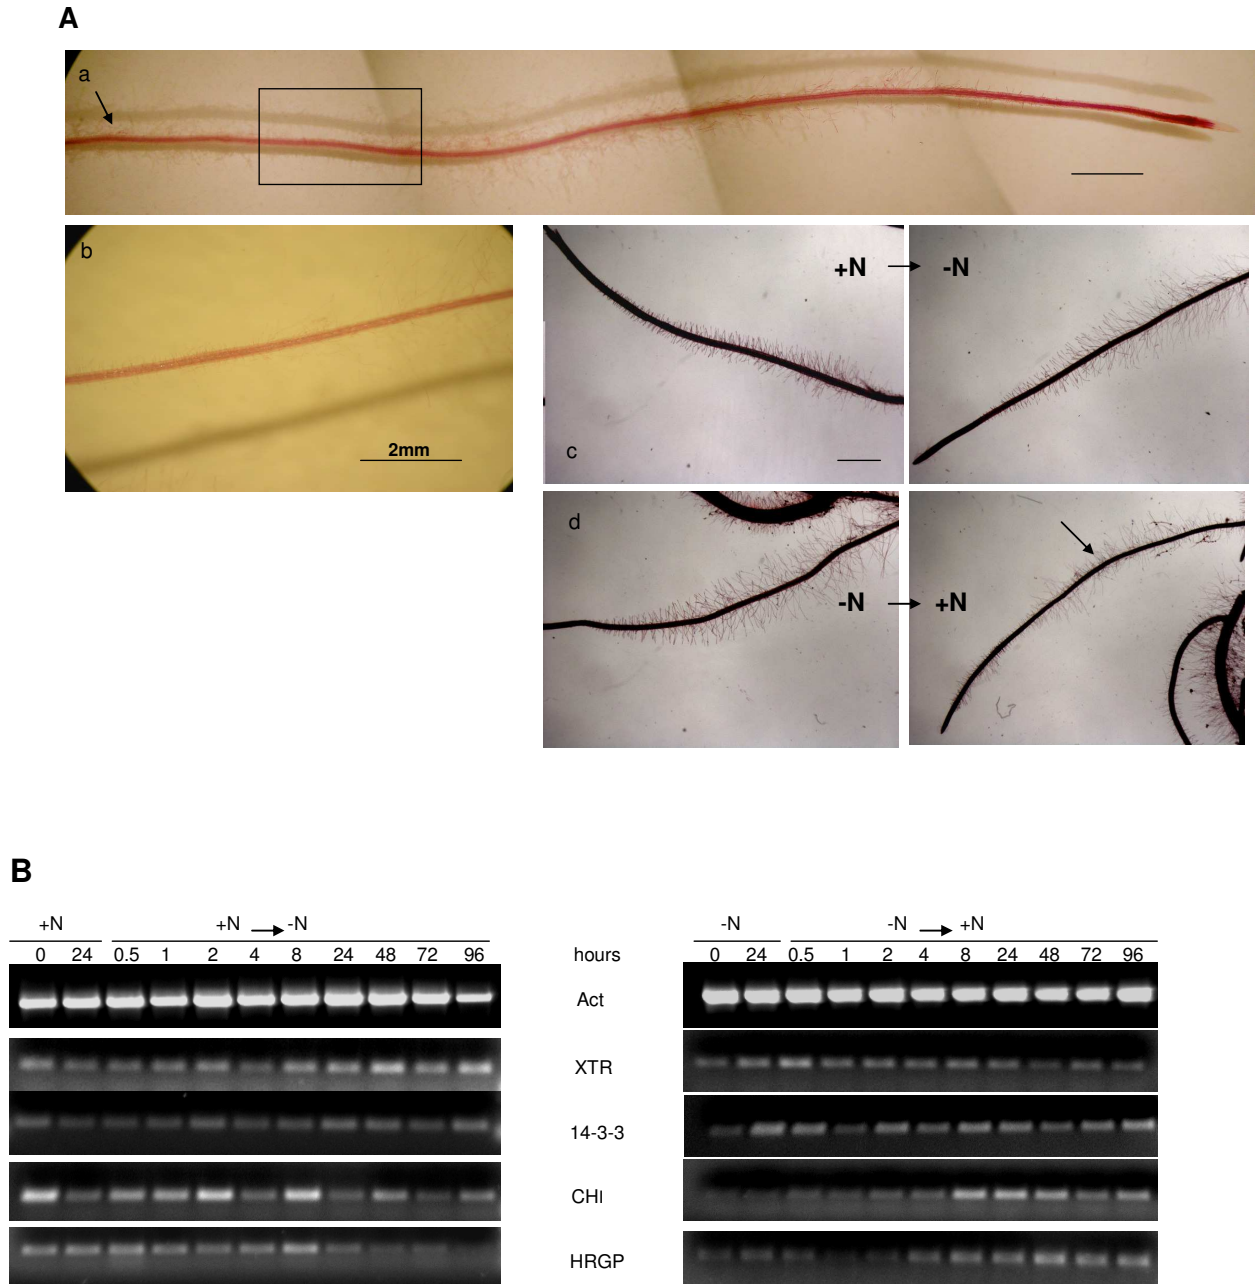 A
a
b
2mm
+N → -N
c
d
-N → +N
B
+N +N → -N
0 24 0.5 1 2 4 8 24 48 72 96
hours
-N -N → +N
0 24 0.5 1 2 4 8 24 48 72 96
Act
XTR
14-3-3
CHI
HRGP